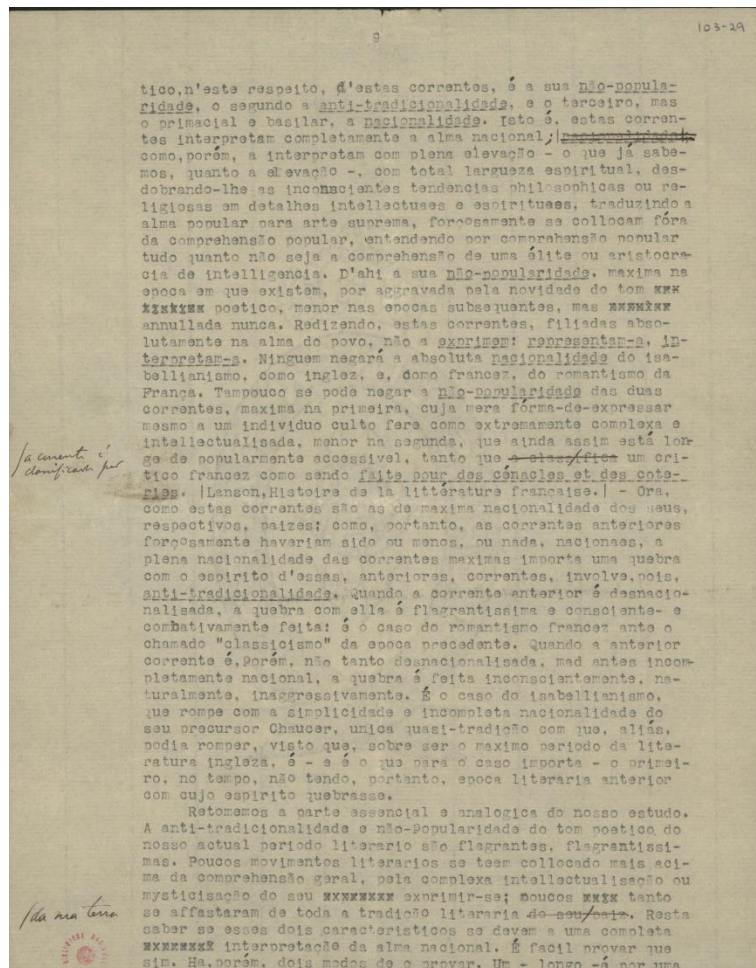 9
103-29
tico,n'este respeito, d'estas correntes, é a sua não-popula-
ridade, o segundo a anti-tradicionalidade, e o terceiro, mas
o primacial e basilar, a nacionalidade. Isto é, estas corren-
tes interpretam completamente a alma nacional; |nacionalidade|;
como,porém, a interpretam com plena elevação - o que já sabe-
mos, quanto a elevação -, com total largueza espiritual, des-
dobrando-lhe as inconscientes tendencias philosophicas ou re-
ligiosas em detalhes intellectuaes e espirituaes, traduzindo a
alma popular para arte suprema, forçosamente se collocam fóra
da comprehensão popular, entendendo por comprehensão popular
tudo quanto não seja a comprehensão de uma élite ou aristocra-
cia de intelligencia. D'ahi a sua não-popularidade, maxima na
epoca em que existem, por aggravada pela novidade do tom
poetico, menor nas epocas subsequentes, mas
annullada nunca. Redizendo, estas correntes, filiadas abso-
lutamente na alma do povo, não a exprimem: representam-a, in-
terpretam-a. Ninguem negará a absoluta nacionalidade do isa-
bellianismo, como inglez, e, como francez, do romantismo da
França. Tampouco se pode negar a não-popularidade das duas
correntes, maxima na primeira, cuja mera fórma-de-expressar
mesmo a um individuo culto fere como extremamente complexa e
intellectualisada, menor na segunda, que ainda assim está lon-
/a corrente é
classificada por
ge de popularmente accessivel, tanto que a classifica um cri-
tico francez como sendo faite pour des cénacles et des cote-
ries. |Lanson,Histoire de la littérature française.| - Ora,
como estas correntes são as de maxima nacionalidade dos seus,
respectivos, paizes; como, portanto, as correntes anteriores
forçosamente haveriam sido ou menos, ou nada, nacionaes, a
plena nacionalidade das correntes maximas importa uma quebra
com o espirito d'essas, anteriores, correntes, involve,pois,
anti-tradicionalidade. Quando a corrente anterior é desnacio-
nalisada, a quebra com ella é flagrantissima e consciente- e
combativamente feita: é o caso do romantismo francez ante o
chamado "classicismo" da epoca precedente. Quando a anterior
corrente é,Porém, não tanto desnacionalisada, mad antes incom-
pletamente nacional, a quebra é feita inconscientemente, na-
turalmente, inaggressivamente. É o caso do isabellianismo,
que rompe com a simplicidade e incompleta nacionalidade do
seu precursor Chaucer, unica quasi-tradição com que, aliás,
podia romper, visto que, sobre ser o maximo periodo da lite-
ratura ingleza, é - e é o que para o caso importa - o primei-
ro, no tempo, não tendo, portanto, epoca literaria anterior
com cujo espirito quebrasse.
Retomemos a parte essencial e analogica do nosso estudo.
A anti-tradicionalidade e não-Popularidade do tom poetico do
nosso actual periodo literario são flagrantes, flagrantissi-
mas. Poucos movimentos literarios se teem collocado mais aci-
ma da comprehensão geral, pela complexa intellectualisação ou
mysticisação do seu exprimir-se; poucos tanto
/da sua terra
se affastaram de toda a tradição literaria do seu paiz. Resta
saber se esses dois caracteristicos se devem a uma completa
interpretação da alma nacional. É facil provar que
sim. Ha,porém, dois modos de o provar. Um - longo -é por uma